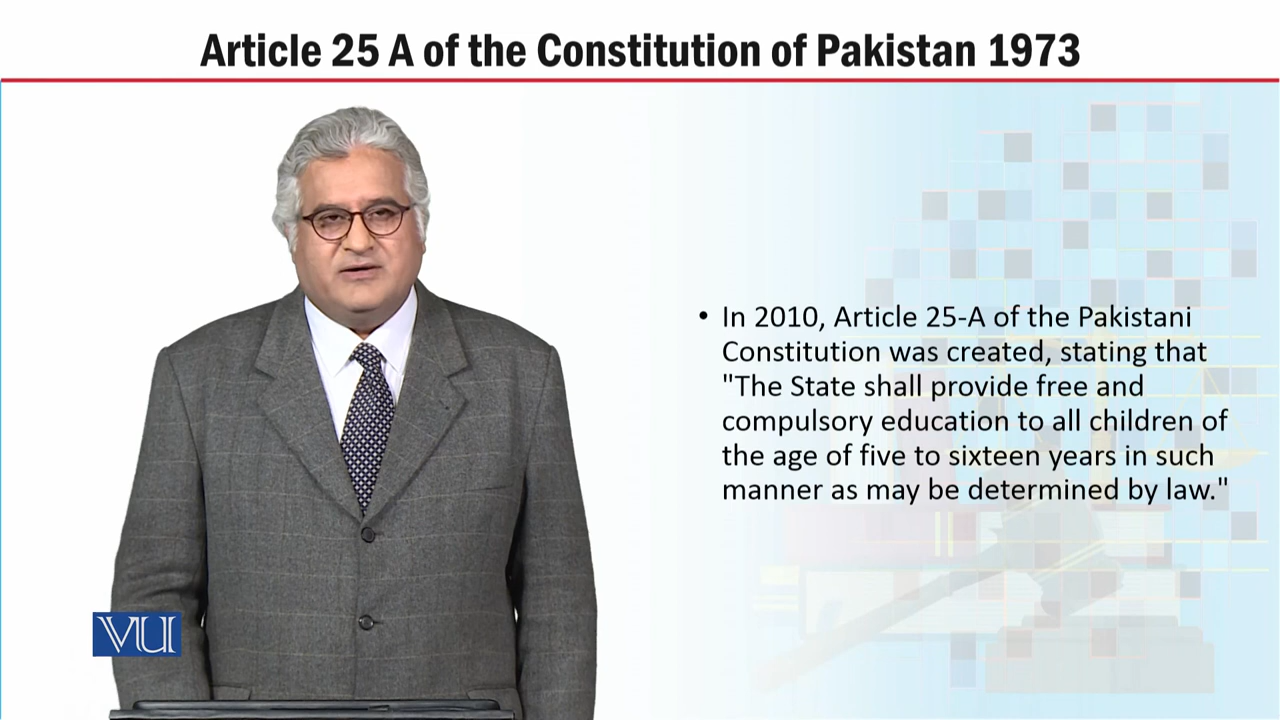 Article 25 A of the Constitution of Pakistan 1973
• In 2010, Article 25-A of the Pakistani
Constitution was created, stating that
"The State shall provide free and
compulsory education to all children of
the age of five to sixteen years in such
manner as may be determined by law."
VU